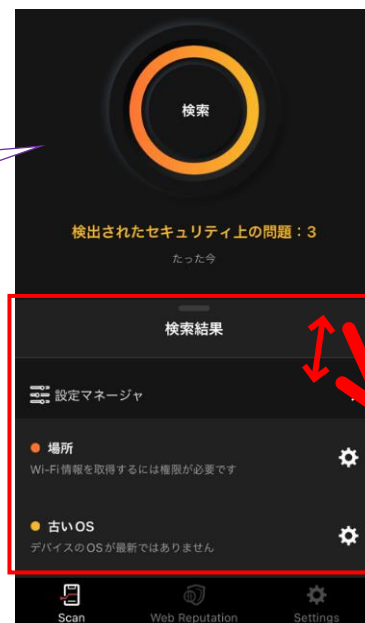 検索
検出されたセキュリティ上の問題：3
たった今
検索結果
設定マネージャ
場所
Wi-Fi情報を取得するには権限が必要です
古いOS
デバイスのOSが最新ではありません
Scan
Web Reputation
Settings